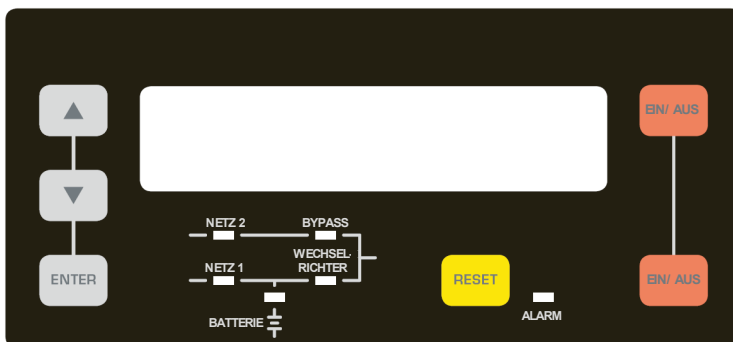 EIN/ AUS
NETZ 2
BYPASS
WECHSEL-
RICHTER
NETZ 1
ENTER
RESET
EIN/ AUS
BATTERIE
ALARM